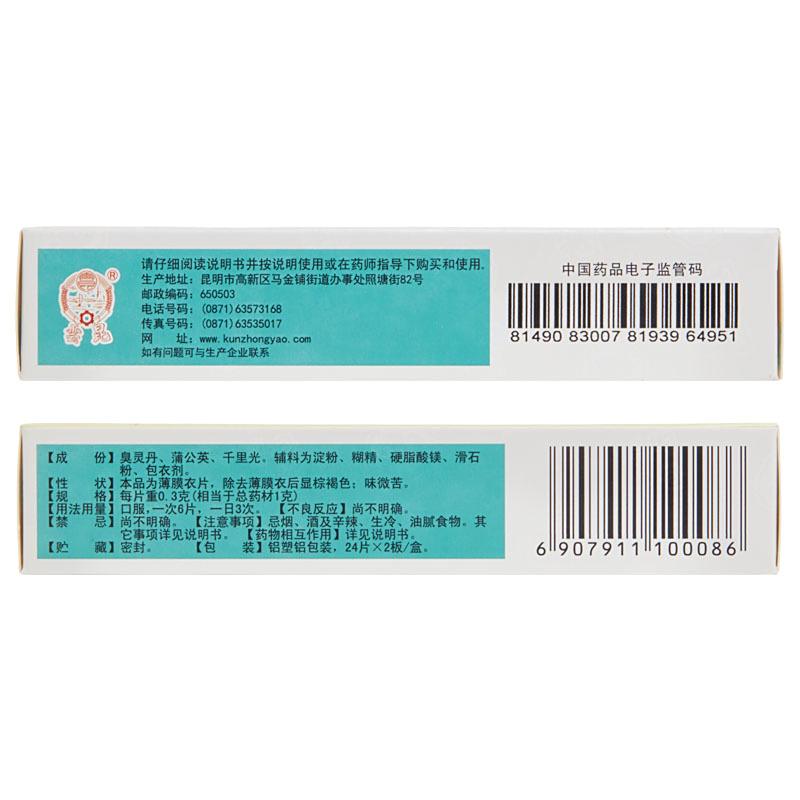 请仔细阅读说明书并按说明使用或在药师指导下购买和使用。
生产地址：昆明市高新区马金铺街道办事处照塘街82号
邮政编码：650503
电话号码：(0871)63573168
传真号码：(0871)63535017
网　　址：www.kunzhongyao.com
如有问题可与生产企业联系
®
中国药品电子监管码
81490 83007 81939 64951
【成　份】臭灵丹、蒲公英、千里光。辅料为淀粉、糊精、硬脂酸镁、滑石
粉、包衣剂。
【性　状】本品为薄膜衣片，除去薄膜衣后显棕褐色；味微苦。
【规　格】每片重0.3克(相当于总药材1克)
【用法用量】口服，一次6片，一日3次。【不良反应】尚不明确。
【禁　忌】尚不明确。【注意事项】忌烟、酒及辛辣、生冷、油腻食物。其
它事项详见说明书。【药物相互作用】详见说明书。
【贮　藏】密封。【包　装】铝塑铝包装，24片×2板/盒。
6 907911 100086